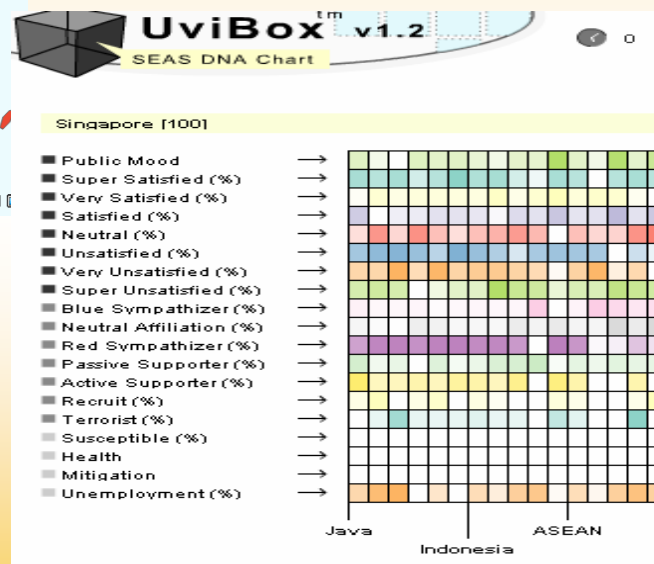 UviBox tm v1.2
SEAS DNA Chart
0
Singapore [100]
Public Mood
Super Satisfied (%)
Very Satisfied (%)
Satisfied (%)
Neutral (%)
Unsatisfied (%)
Very Unsatisfied (%)
Super Unsatisfied (%)
Blue Sympathizer (%)
Neutral Affiliation (%)
Red Sympathizer (%)
Passive Supporter (%)
Active Supporter (%)
Recruit (%)
Terrorist (%)
Susceptible (%)
Health
Mitigation
Unemployment (%)
Java
ASEAN
Indonesia